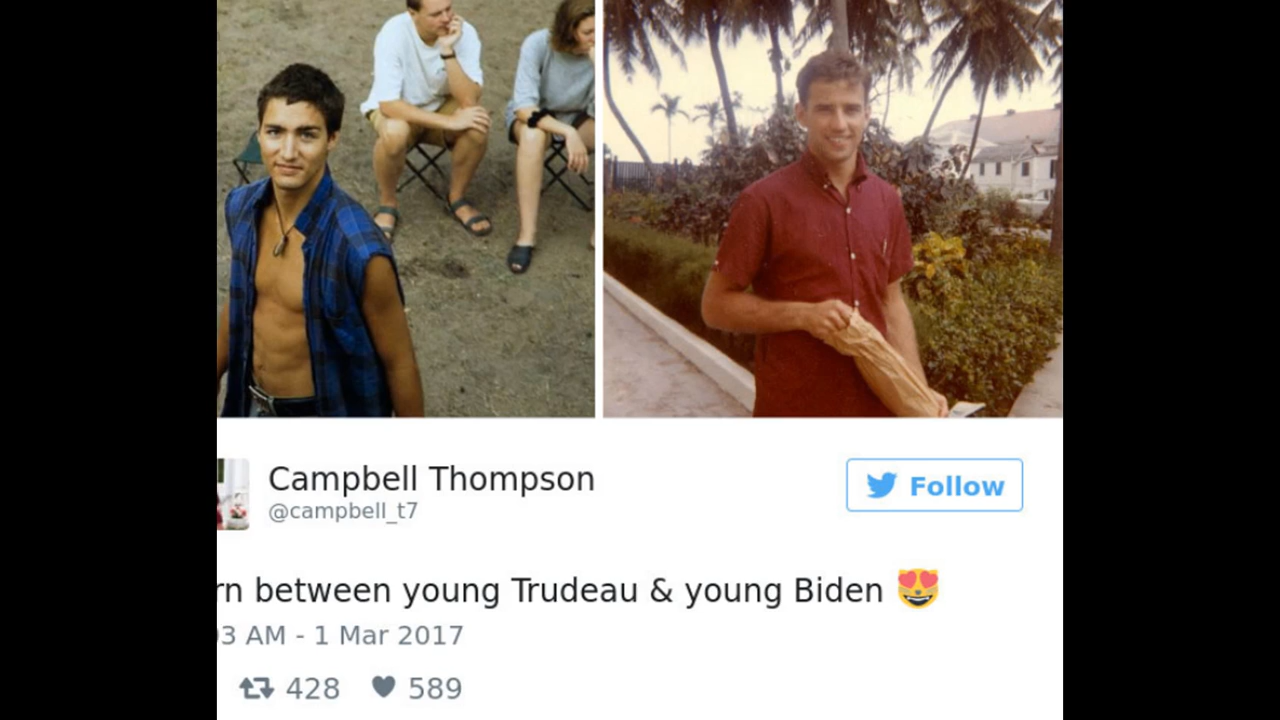 Campbell Thompson
Follow
@campbell_t7
rn between young Trudeau & young Biden 😻
3 AM - 1 Mar 2017
428 589